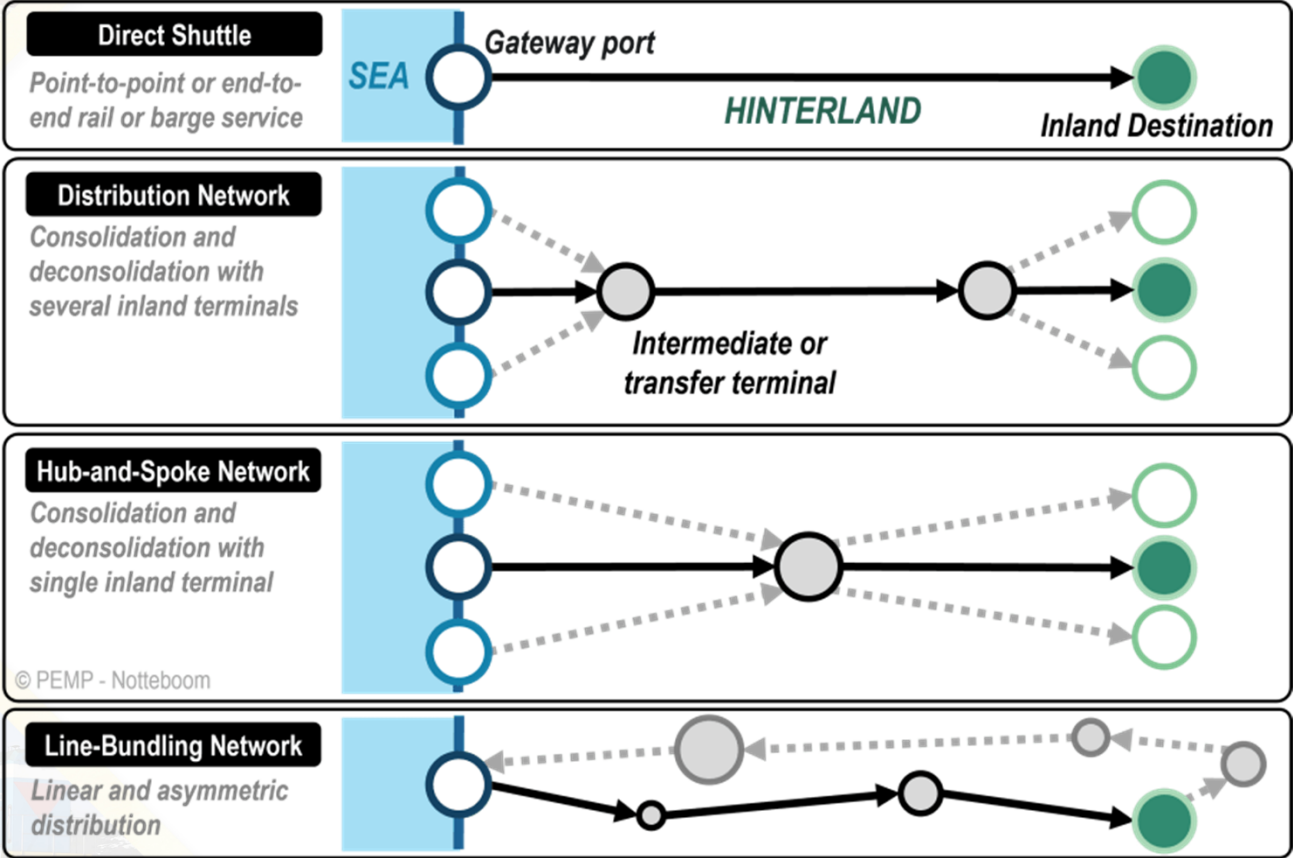 Direct Shuttle
Point-to-point or end-to-
end rail or barge service
SEA
Gateway port
HINTERLAND
Inland Destination
Distribution Network
Consolidation and
deconsolidation with
several inland terminals
Intermediate or
transfer terminal
Hub-and-Spoke Network
Consolidation and
deconsolidation with
single inland terminal
© PEMP - Notteboom
Line-Bundling Network
Linear and asymmetric
distribution